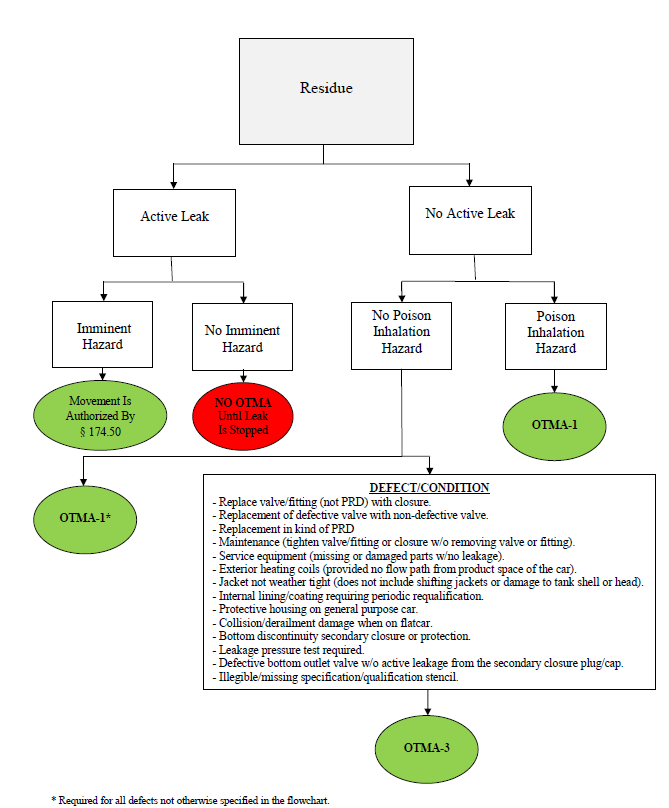 Residue
Active Leak
No Active Leak
Imminent
Hazard
No Imminent
Hazard
No Poison
Inhalation
Hazard
Poison
Inhalation
Hazard
Movement Is
Authorized By
§ 174.50
NO OTMA
Until Leak
Is Stopped
OTMA-1
OTMA-1*
DEFECT/CONDITION
- Replace valve/fitting (not PRD) with closure.
- Replacement of defective valve with non-defective valve.
- Replacement in kind of PRD
- Maintenance (tighten valve/fitting or closure w/o removing valve or fitting).
- Service equipment (missing or damaged parts w/no leakage).
- Exterior heating coils (provided no flow path from product space of the car).
- Jacket not weather tight (does not include shifting jackets or damage to tank shell or head).
- Internal lining/coating requiring periodic requalification.
- Protective housing on general purpose car.
- Collision/derailment damage when on flatcar.
- Bottom discontinuity secondary closure or protection.
- Leakage pressure test required.
- Defective bottom outlet valve w/o active leakage from the secondary closure plug/cap.
- Illegible/missing specification/qualification stencil.
OTMA-3
* Required for all defects not otherwise specified in the flowchart.